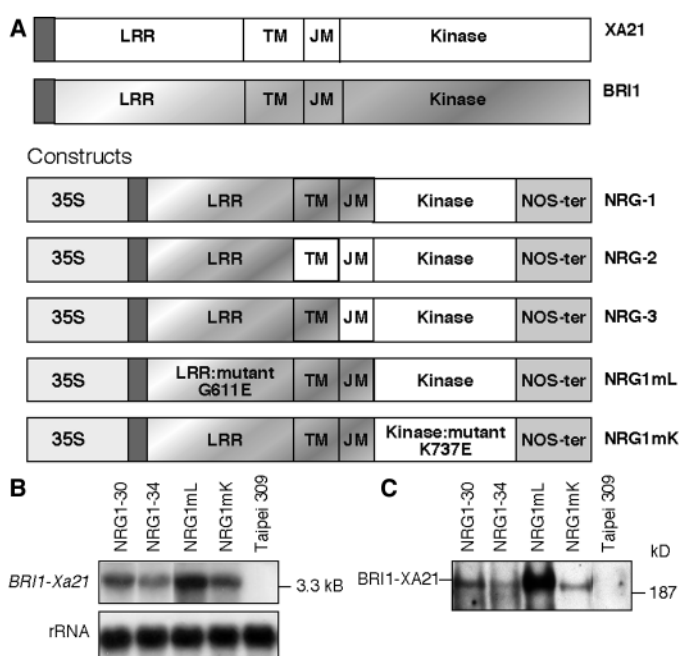 A
LRR TM JM Kinase XA21
LRR TM JM Kinase BRI1
Constructs
35S LRR TM JM Kinase NOS-ter NRG-1
35S LRR TM JM Kinase NOS-ter NRG-2
35S LRR TM JM Kinase NOS-ter NRG-3
35S LRR:mutant G611E TM JM NOS-ter NRG1mL
Kinase
35S LRR TM JM Kinase:mutant K737E NOS-ter NRG1mK
B
NRG1-30
NRG1-34
NRG1mL
NRG1mK
Taipei 309
BRI1-Xa21
3.3 kB
rRNA
C
NRG1-30
NRG1-34
NRG1mL
NRG1mK
Taipei 309
kD
BRI1-XA21
187